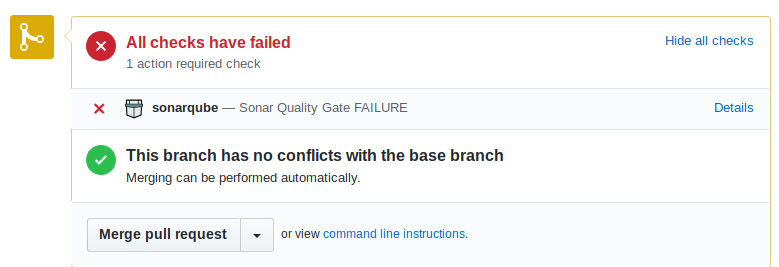 All checks have failed
Hide all checks
1 action required check
sonarqube — Sonar Quality Gate FAILURE
Details
This branch has no conflicts with the base branch
Merging can be performed automatically.
Merge pull request
or view command line instructions.